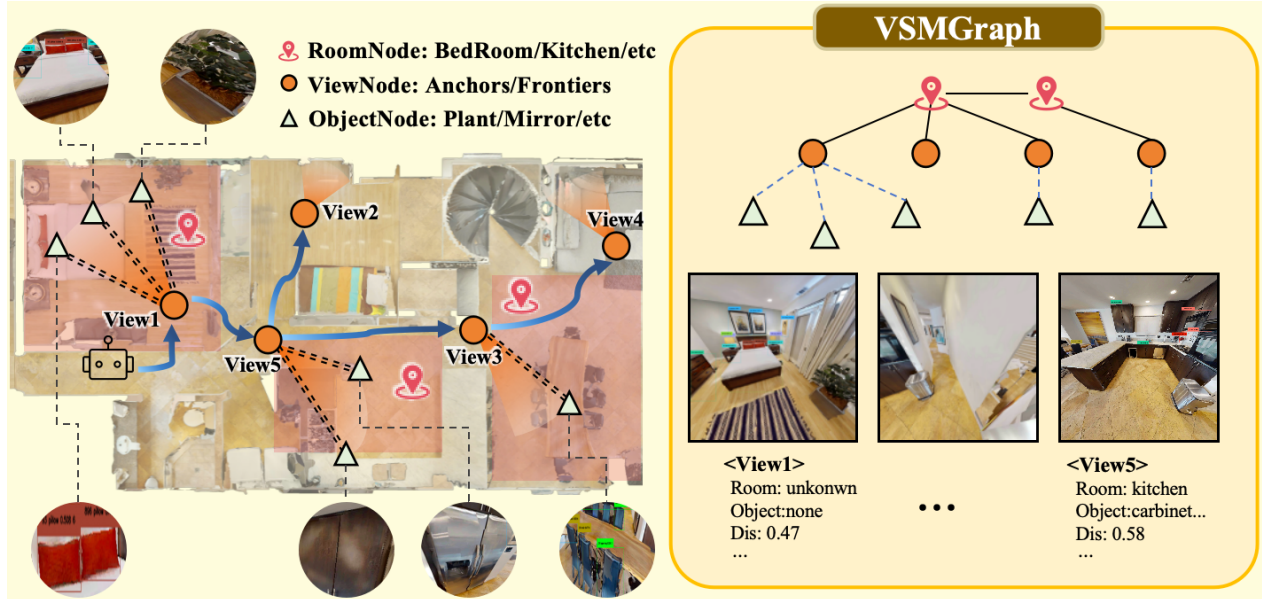 RoomNode: BedRoom/Kitchen/etc
ViewNode: Anchors/Frontiers
ObjectNode: Plant/Mirror/etc
View1
View2
View3
View4
View5
VSMGraph
<View1>
Room: unkonwn
Object:none
Dis: 0.47
...
•••
<View5>
Room: kitchen
Object:carbinet...
Dis: 0.58
...